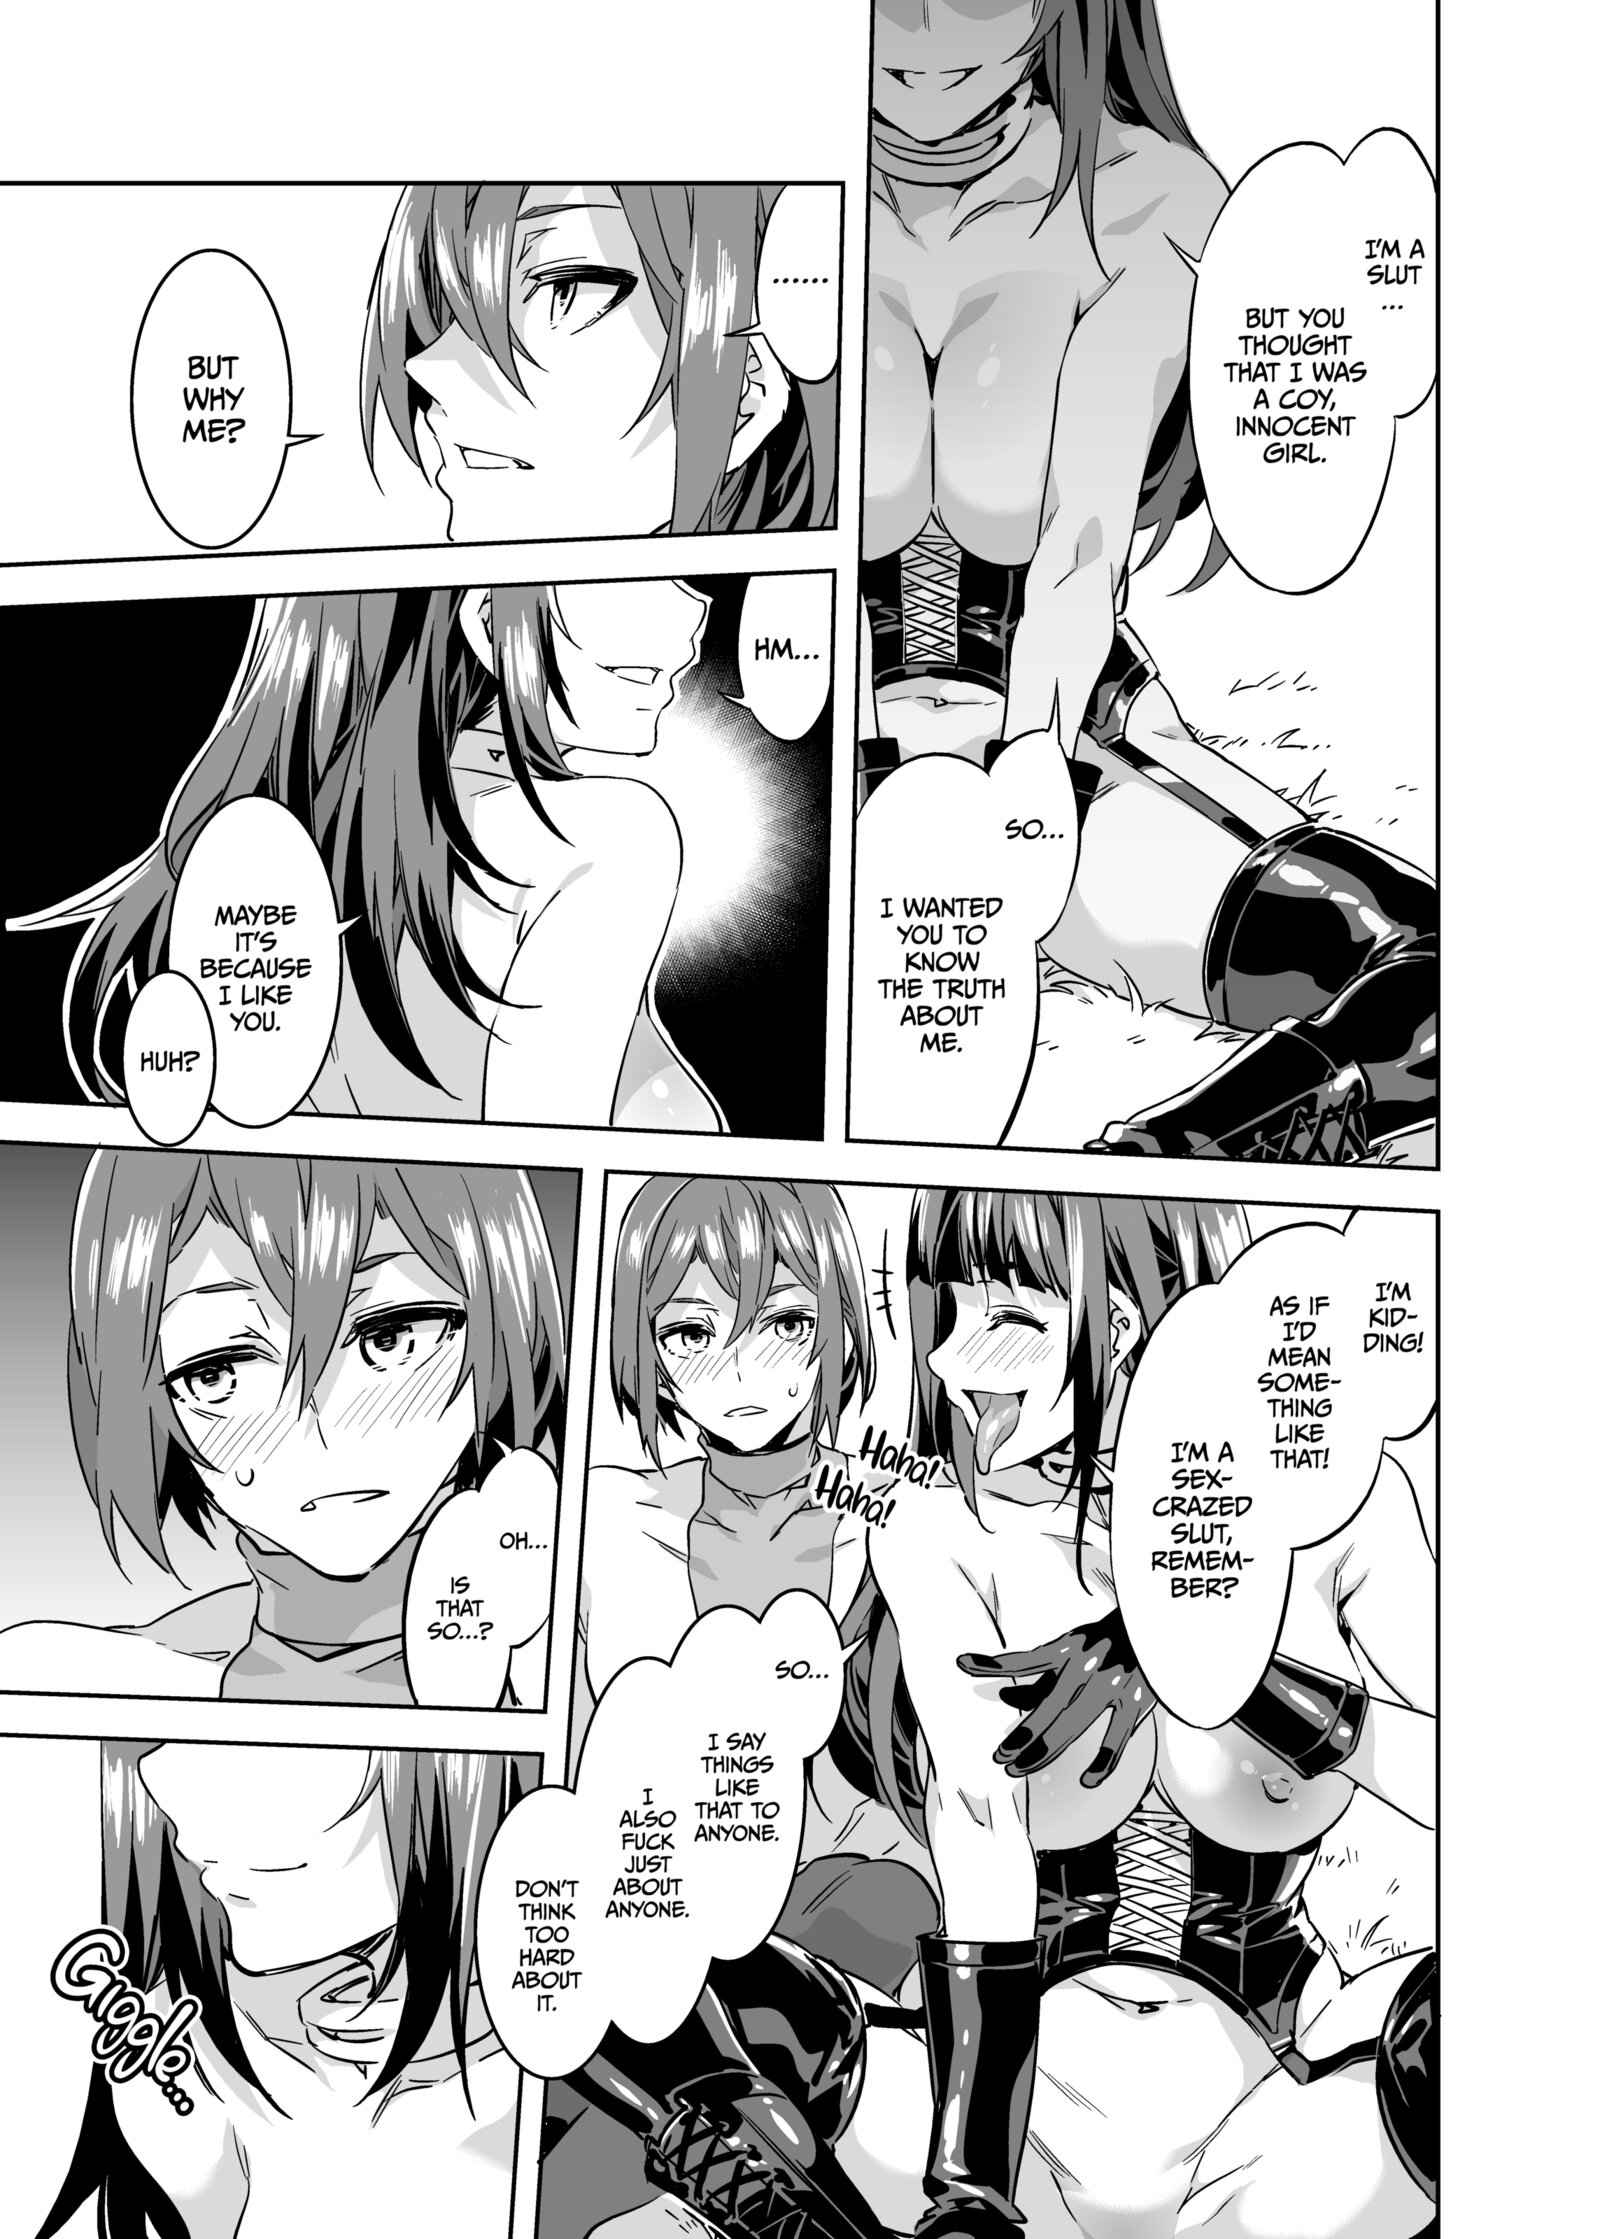 I'M A
SLUT
...
BUT YOU
THOUGHT
THAT I WAS
A COY,
INNOCENT
GIRL.
SO...
I WANTED
YOU TO
KNOW
THE TRUTH
ABOUT
ME.
......
BUT
WHY
ME?
HM...
MAYBE
IT'S
BECAUSE
I LIKE
YOU.
HUH?
I'M
KID-
DING!
AS IF
I'D
MEAN
SOME-
THING
LIKE
THAT!
I'M A
SEX-
CRAZED
SLUT,
REMEM-
BER?
Haha!
Haha!
SO...
I SAY
THINGS
LIKE
THAT TO
ANYONE.
I
ALSO
FUCK
JUST
ABOUT
ANYONE.
DON'T
THINK
TOO
HARD
ABOUT
IT.
OH...
IS
THAT
SO...?
Giggle...